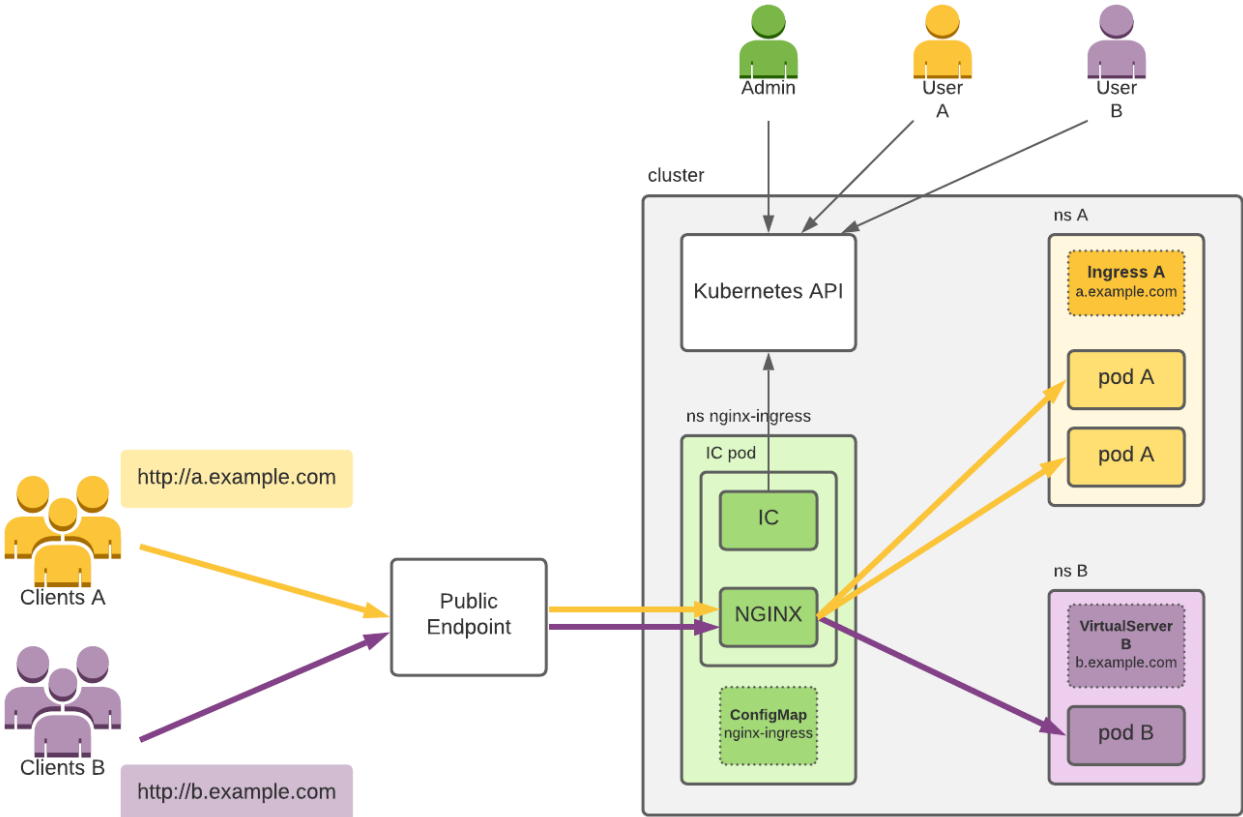 Admin
User
A
User
B
cluster
ns A
Ingress A
a.example.com
Kubernetes API
pod A
ns nginx-ingress
IC pod
pod A
http://a.example.com
IC
Clients A
ns B
Public
Endpoint
NGINX
VirtualServer
B
b.example.com
ConfigMap
nginx-ingress
pod B
Clients B
http://b.example.com